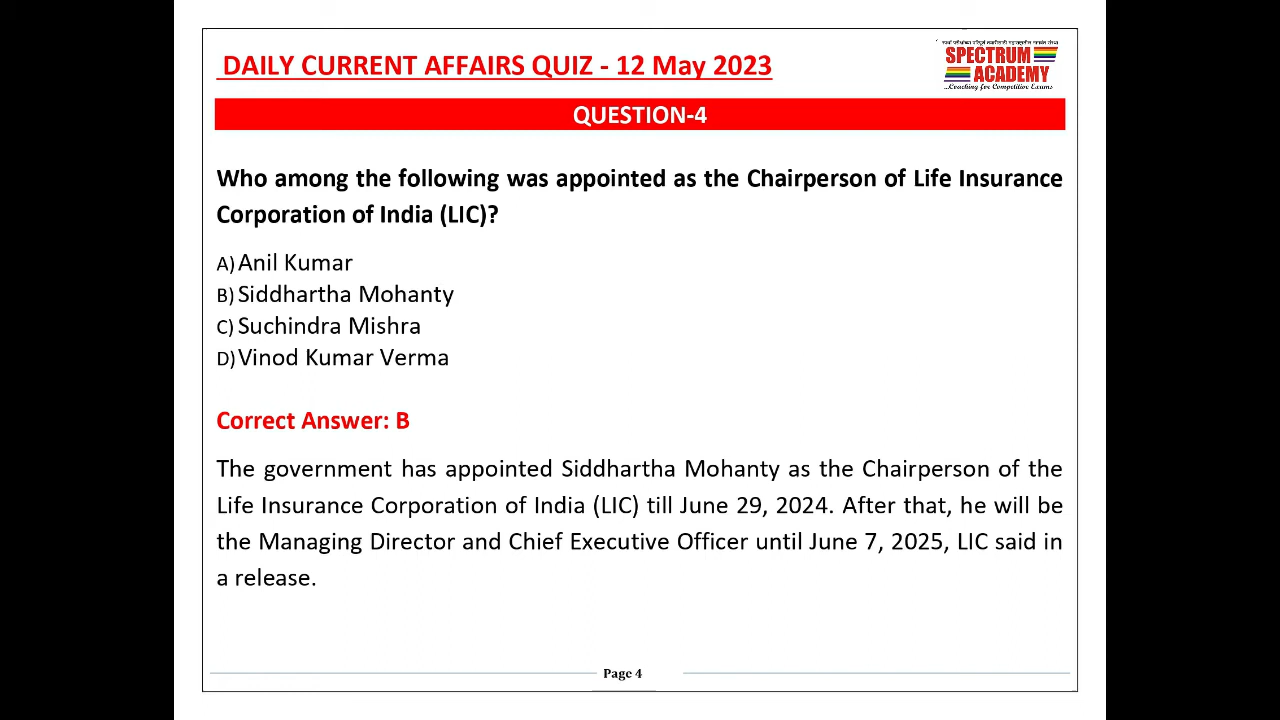 DAILY CURRENT AFFAIRS QUIZ - 12 May 2023
SPECTRUM
ACADEMY
...Coaching for Competitive Exams
QUESTION-4
Who among the following was appointed as the Chairperson of Life Insurance
Corporation of India (LIC)?
A) Anil Kumar
B) Siddhartha Mohanty
C) Suchindra Mishra
D) Vinod Kumar Verma
Correct Answer: B
The government has appointed Siddhartha Mohanty as the Chairperson of the
Life Insurance Corporation of India (LIC) till June 29, 2024. After that, he will be
the Managing Director and Chief Executive Officer until June 7, 2025, LIC said in
a release.
Page 4